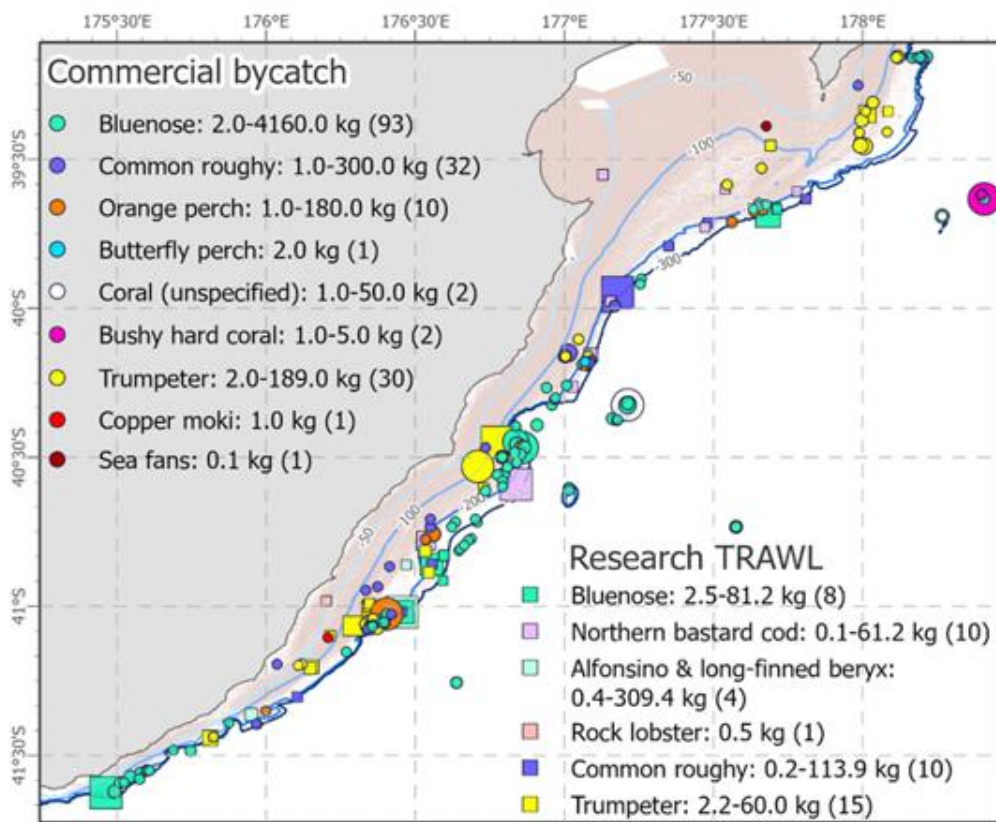 175°30'E 176°E 176°30'E 177°E 177°30'E 178°E
Commercial bycatch
Bluenose: 2.0-4160.0 kg (93)
Common roughy: 1.0-300.0 kg (32)
Orange perch: 1.0-180.0 kg (10)
Butterfly perch: 2.0 kg (1)
Coral (unspecified): 1.0-50.0 kg (2)
Bushy hard coral: 1.0-5.0 kg (2)
Trumpeter: 2.0-189.0 kg (30)
Copper moki: 1.0 kg (1)
Sea fans: 0.1 kg (1)
-50
-100
-300
-200
-100
-50
39°30'S
40°S
40°30'S
41°S
41°30'S
Research TRAWL
Bluenose: 2.5-81.2 kg (8)
Northern bastard cod: 0.1-61.2 kg (10)
Alfonsino & long-finned beryx:
0.4-309.4 kg (4)
Rock lobster: 0.5 kg (1)
Common roughy: 0.2-113.9 kg (10)
Trumpeter: 2.2-60.0 kg (15)